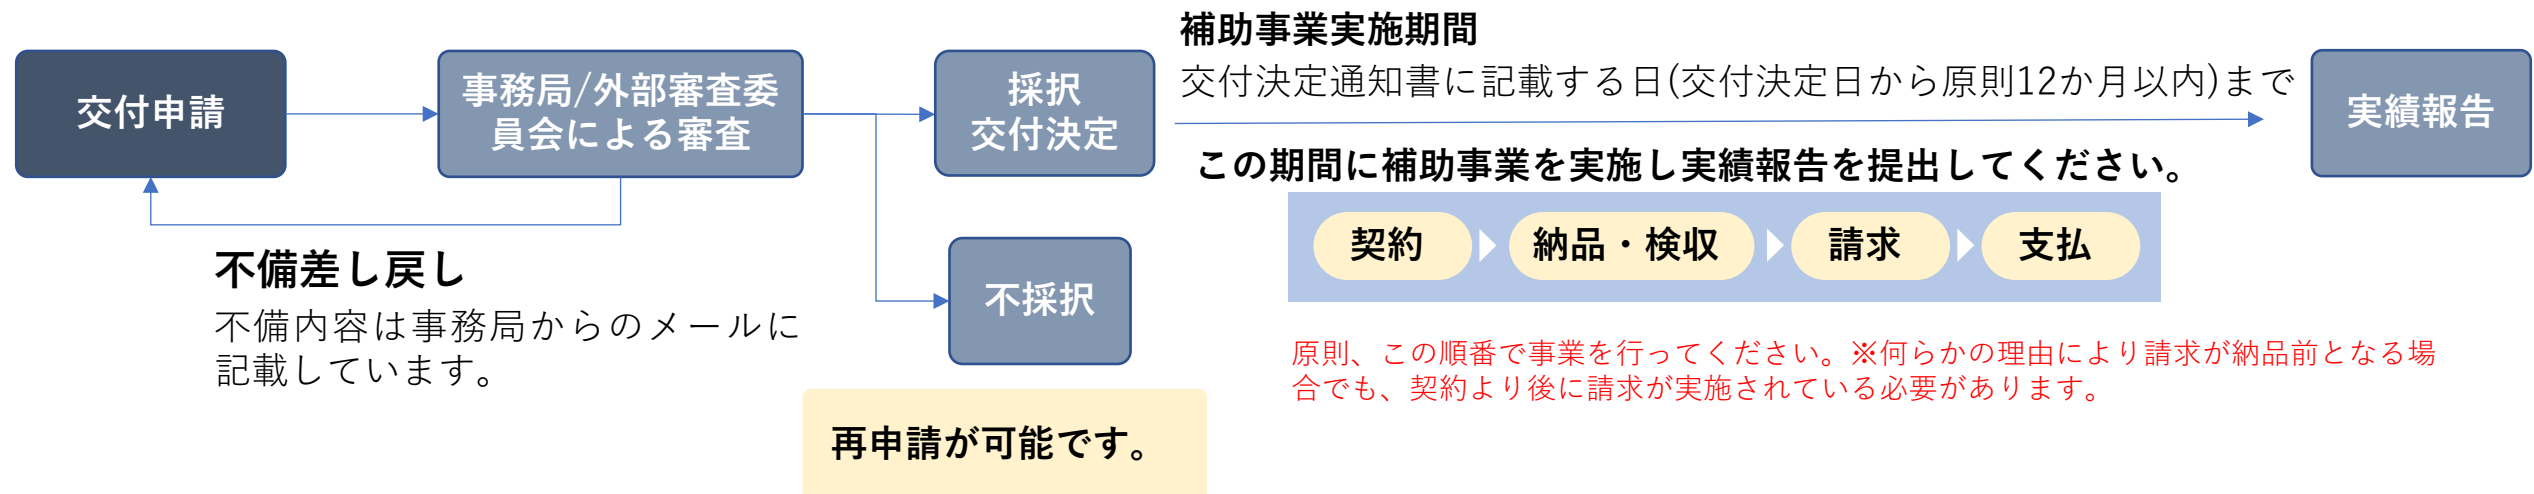 交付申請
事務局/外部審査委
員会による審査
採択
交付決定
補助事業実施期間
交付決定通知書に記載する日(交付決定日から原則12か月以内)まで
実績報告
この期間に補助事業を実施し実績報告を提出してください。
契約
納品・検収
請求
支払
不備差し戻し
不備内容は事務局からのメールに
記載しています。
不採択
再申請が可能です。
原則、この順番で事業を行ってください。※何らかの理由により請求が納品前となる場
合でも、契約より後に請求が実施されている必要があります。